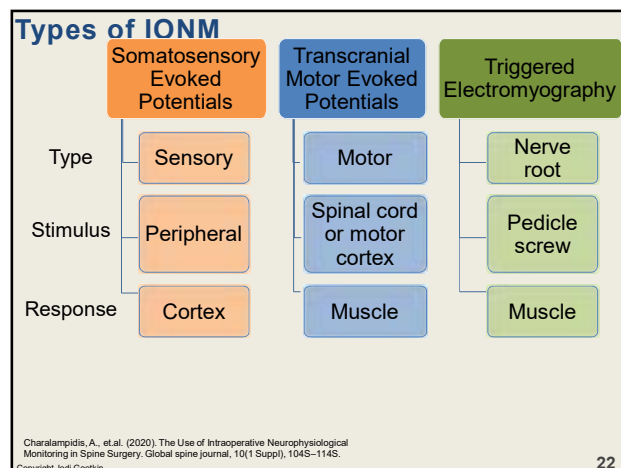 Types of IONM
Somatosensory
Evoked
Potentials
Transcranial
Motor Evoked
Potentials
Triggered
Electromyography
Type
Sensory
Motor
Nerve
root
Stimulus
Peripheral
Spinal cord
or motor
cortex
Pedicle
screw
Response
Cortex
Muscle
Muscle
Charalampidis, A., et.al. (2020). The Use of Intraoperative Neurophysiological
Monitoring in Spine Surgery. Global spine journal, 10(1 Suppl), 104S–114S.
Copyright Jodi
22